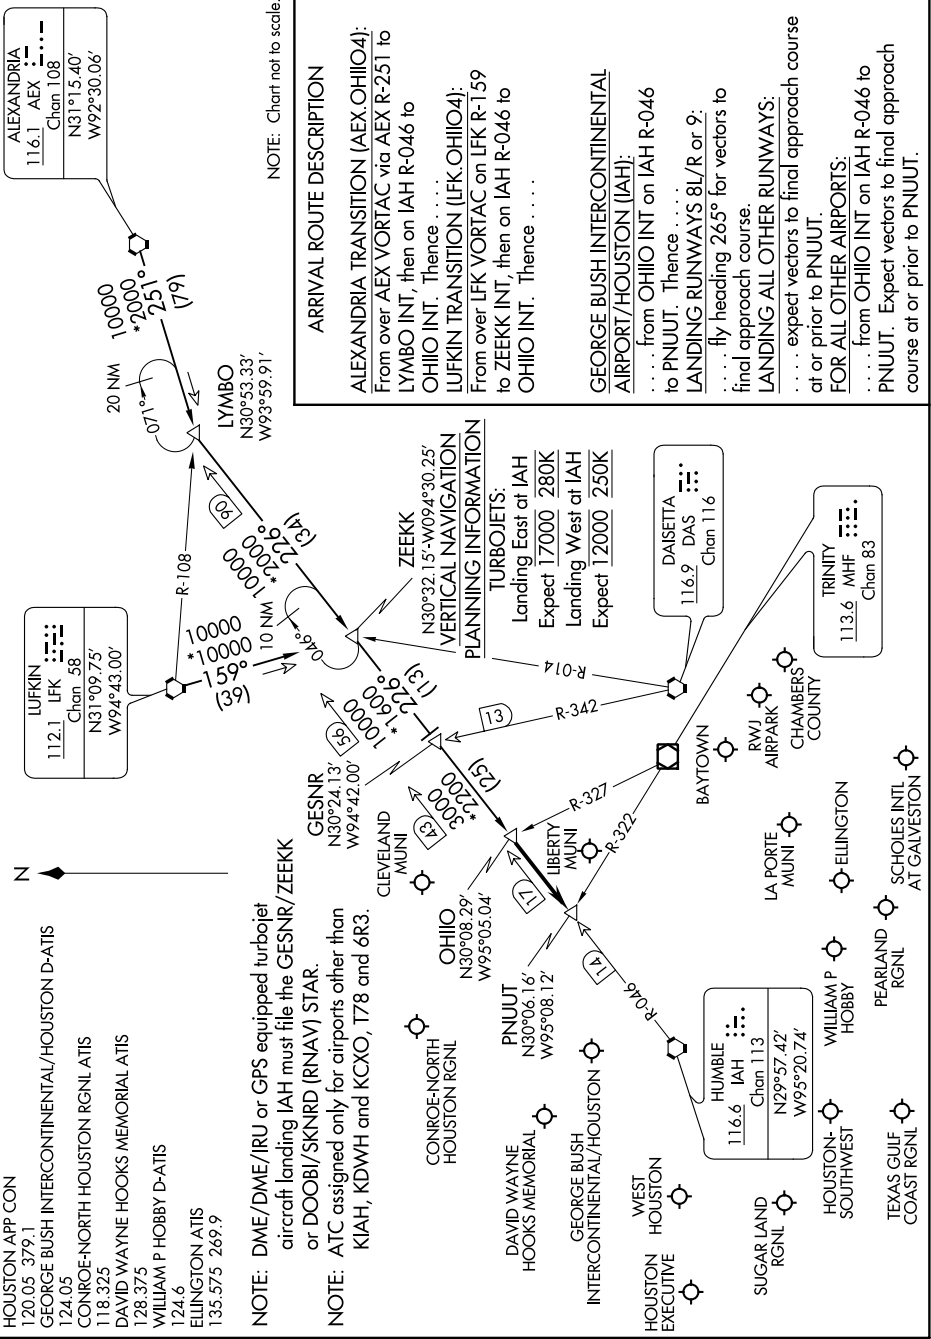 HOUSTON APP CON
120.05 379.1
GEORGE BUSH INTERCONTINENTAL/HOUSTON D-ATIS
124.05
CONROE-NORTH HOUSTON RGNL ATIS
118.325
DAVID WAYNE HOOKS MEMORIAL ATIS
128.375
WILLIAM P HOBBY D-ATIS
124.6
ELLINGTON ATIS
135.575 269.9
N
NOTE: DME/DME/IRU or GPS equipped turbojet
aircraft landing IAH must file the GESNR/ZEEKK
or DOOBI/SKNRD (RNAV) STAR.
NOTE: ATC assigned only for airports other than
KIAH, KDWH and KCXO, T78 and 6R3.
LUFKIN
112.1 LFK
Chan 58
N31°09.75'
W94°43.00'
ALEXANDRIA
116.1 AEX
Chan 108
N31°15.40'
W92°30.06'
NOTE: Chart not to scale.
10000
*2000
251°
(79)
20 NM
071°
LYMBO
N30°53.33'
W93°59.91'
R-108
90
10000
*2000
226°
(34)
10000
*10000
159°
(39)
10 NM
046°
ZEEKK
N30°32.15'-W094°30.25'
VERTICAL NAVIGATION
PLANNING INFORMATION
TURBOJETS:
Landing East at IAH
Expect 17000 280K
Landing West at IAH
Expect 12000 250K
56
10000
*1600
226°
(13)
GESNR
N30°24.13'
W94°42.00'
R-014
R-342
13
DAISETTA
116.9 DAS
Chan 116
43
3000
*2200
(25)
CLEVELAND
MUNI
OHIIO
N30°08.29'
W95°05.04'
17
LIBERTY
MUNI
R-327
R-322
TRINITY
113.6 MHF
Chan 83
PNUUT
N30°06.16'
W95°08.12'
14
R-046
HUMBLE
116.6 IAH
Chan 113
N29°57.42'
W95°20.74'
CONROE-NORTH
HOUSTON RGNL
DAVID WAYNE
HOOKS MEMORIAL
GEORGE BUSH
INTERCONTINENTAL/HOUSTON
WEST
HOUSTON
HOUSTON
EXECUTIVE
SUGAR LAND
RGNL
HOUSTON-
SOUTHWEST
TEXAS GULF
COAST RGNL
WILLIAM P
HOBBY
PEARLAND
RGNL
ELLINGTON
LA PORTE
MUNI
SCHOLES INTL
AT GALVESTON
BAYTOWN
RWJ
AIRPARK
CHAMBERS
COUNTY
ARRIVAL ROUTE DESCRIPTION
ALEXANDRIA TRANSITION (AEX.OHIIO4):
From over AEX VORTAC via AEX R-251 to
LYMBO INT, then on IAH R-046 to
OHIIO INT. Thence . . . .
LUFKIN TRANSITION (LFK.OHIIO4):
From over LFK VORTAC on LFK R-159
to ZEEKK INT, then on IAH R-046 to
OHIIO INT. Thence . . . .
GEORGE BUSH INTERCONTINENTAL
AIRPORT/HOUSTON (IAH):
. . . . from OHIIO INT on IAH R-046
to PNUUT. Thence . . . .
LANDING RUNWAYS 8L/R or 9:
. . . . fly heading 265° for vectors to
final approach course.
LANDING ALL OTHER RUNWAYS:
. . . . expect vectors to final approach course
at or prior to PNUUT.
FOR ALL OTHER AIRPORTS:
. . . . from OHIIO INT on IAH R-046 to
PNUUT. Expect vectors to final approach
course at or prior to PNUUT.